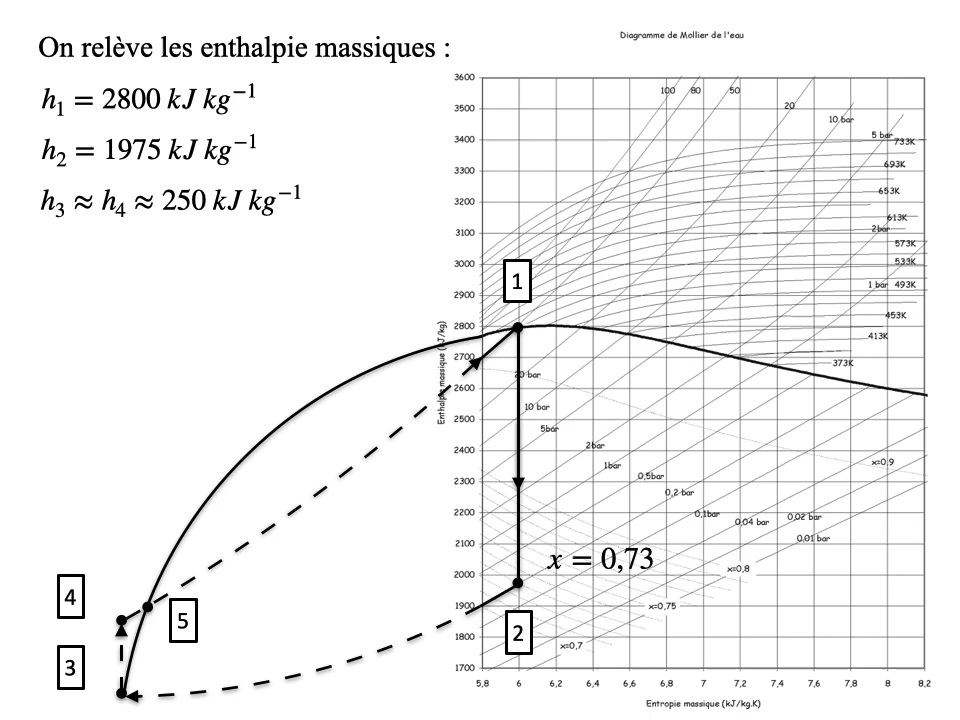 On relève les enthalpie massiques :
h₁ = 2800 kJ kg⁻¹
h₂ = 1975 kJ kg⁻¹
h₃ ≈ h₄ ≈ 250 kJ kg⁻¹
Diagramme de Mollier de l'eau
3600
3500
3400
3300
3200
3100
3000
2900
2800
2700
2600
2500
2400
2300
2200
2100
2000
1900
1800
1700
Enthalpie massique (kJ/kg)
100 80 50 20 10 bar 5 bar
733K
693K
653K
613K
2bar
573K
533K
1 bar 493K
453K
413K
373K
20 bar
10 bar
5bar
2bar
1bar
0,5bar
0,2 bar
0,1bar
0,04 bar
0,02 bar
0,01 bar
x=0,9
x=0,8
x=0,75
x=0,7
x = 0,73
1
2
3
4
5
5,8 6 6,2 6,4 6,6 6,8 7 7,2 7,4 7,6 7,8 8 8,2
Entropie massique (kJ/kg.K)